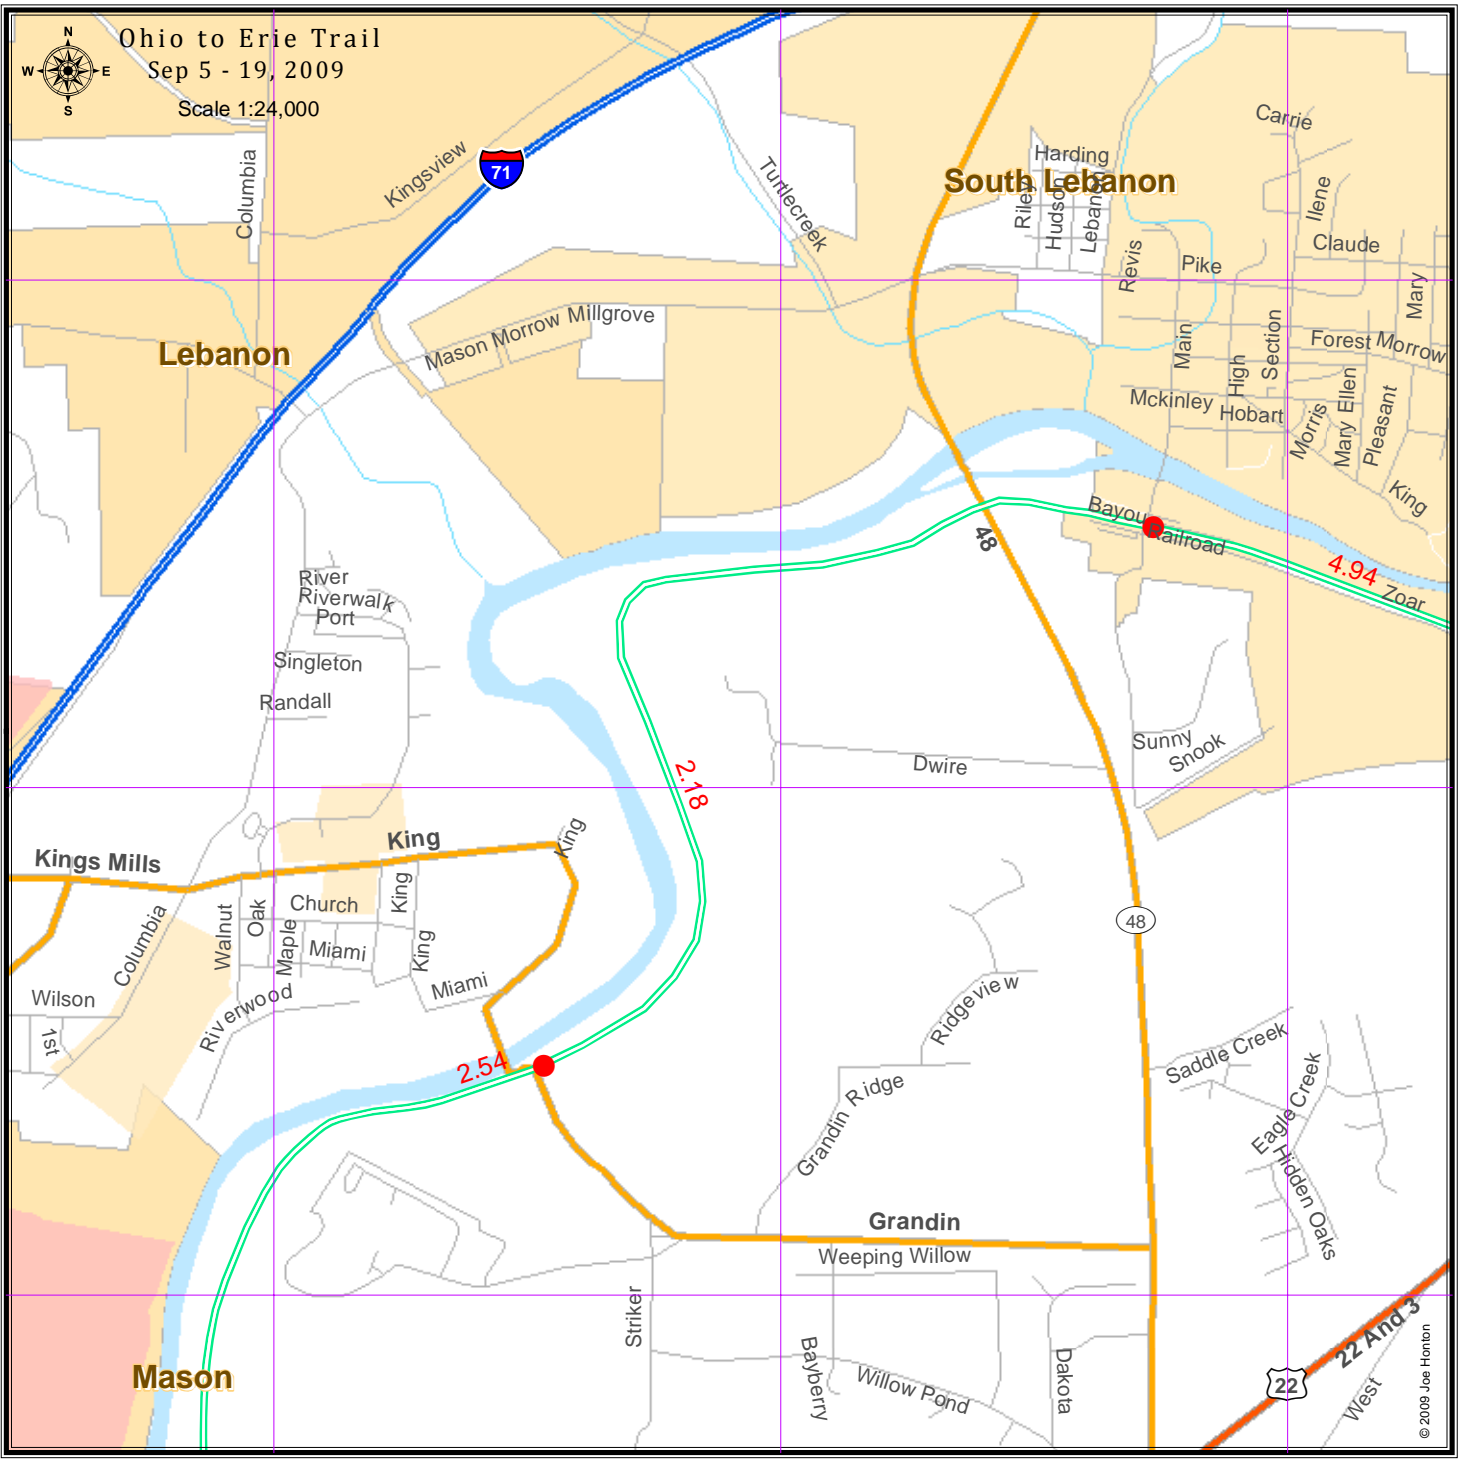 N
W
E
S
Ohio to Erie Trail
Sep 5 - 19, 2009
Scale 1:24,000
Columbia
Kingsview
71
Turtlecreek
South Lebanon
Harding
Riley
Hudson
Lebanon
Carrie
Ilene
Claude
Revis
Pike
Mary
Main
High
Section
Forest
Morrow
Mckinley
Hobart
Morris
Mary Ellen
Pleasant
King
Lebanon
Mason Morrow Millgrove
48
Bayou
Railroad
4.94
Zoar
River
Riverwalk
Port
Singleton
Randall
2.18
Dwire
Sunny
Snook
Kings Mills
King
King
Columbia
Walnut
Oak
Maple
Church
Miami
King
King
Miami
Wilson
1st
Riverwood
2.54
48
Ridgeview
Grandin Ridge
Saddle Creek
Eagle Creek
Hidden Oaks
Grandin
Weeping Willow
Striker
Bayberry
Willow Pond
Dakota
22 And 3
22
West
Mason
© 2009 Joe Honton